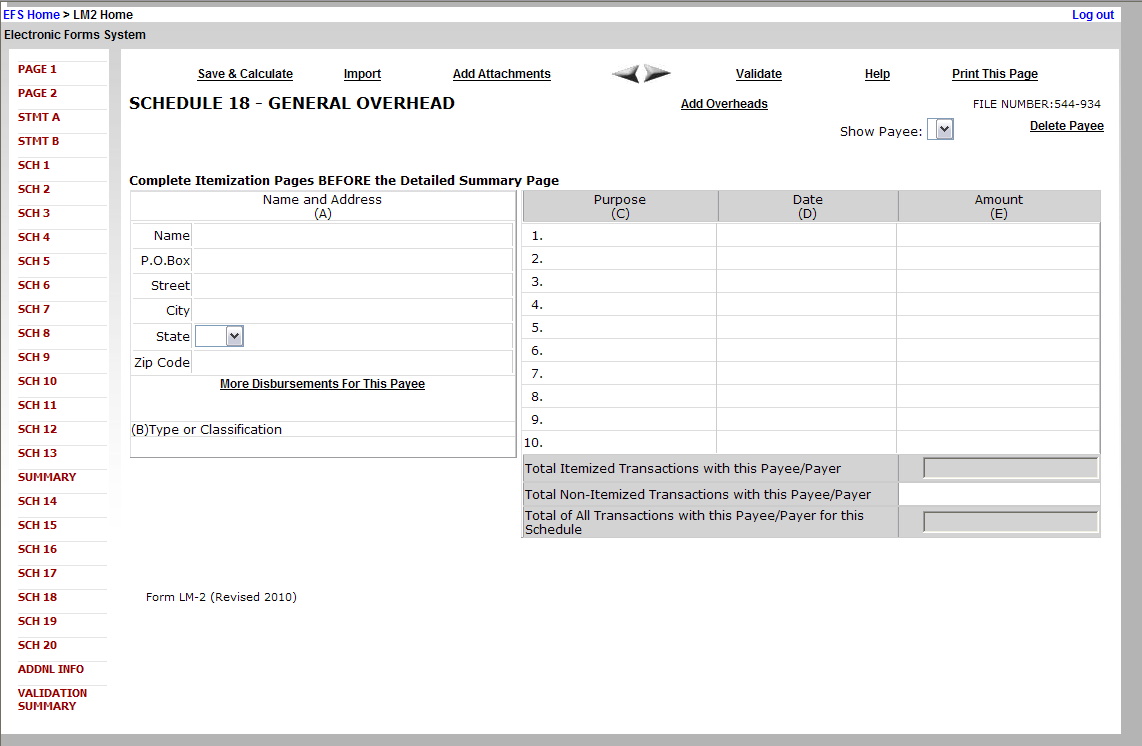 EFS Home > LM2 Home
Log out
Electronic Forms System
PAGE 1
PAGE 2
STMT A
STMT B
SCH 1
SCH 2
SCH 3
SCH 4
SCH 5
SCH 6
SCH 7
SCH 8
SCH 9
SCH 10
SCH 11
SCH 12
SCH 13
SUMMARY
SCH 14
SCH 15
SCH 16
SCH 17
SCH 18
SCH 19
SCH 20
ADDNL INFO
VALIDATION
SUMMARY
Save & Calculate
Import
Add Attachments
Validate
Help
Print This Page
SCHEDULE 18 - GENERAL OVERHEAD
Add Overheads
FILE NUMBER:544-934
Show Payee:
Delete Payee
Complete Itemization Pages BEFORE the Detailed Summary Page
Name and Address
(A)
Name
P.O.Box
Street
City
State
Zip Code
More Disbursements For This Payee
(B)Type or Classification
Purpose
(C)
Date
(D)
Amount
(E)
1.
2.
3.
4.
5.
6.
7.
8.
9.
10.
Total Itemized Transactions with this Payee/Payer
Total Non-Itemized Transactions with this Payee/Payer
Total of All Transactions with this Payee/Payer for this
Schedule
Form LM-2 (Revised 2010)